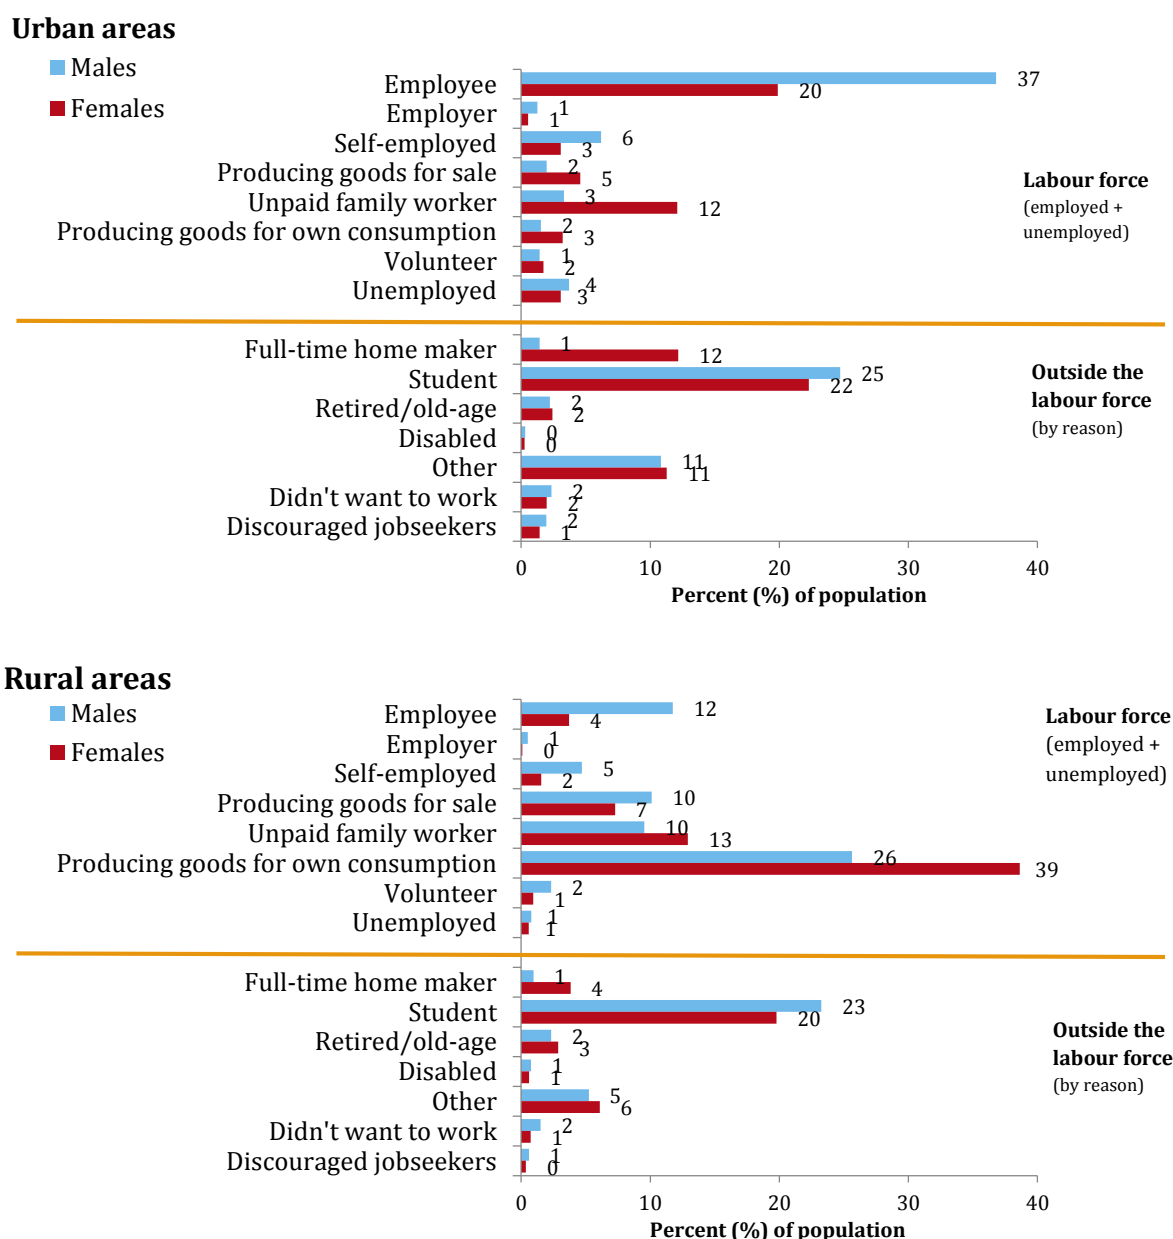 Urban areas
Males
Females
Employee 37
20
Employer 1
1
Self-employed 6
3
Producing goods for sale 2
5
Unpaid family worker 3
12
Producing goods for own consumption 2
3
Volunteer 1
2
Unemployed 4
3
Labour force
(employed +
unemployed)
Full-time home maker 1
12
Student 25
22
Retired/old-age 2
2
Disabled 0
0
Other 11
11
Didn't want to work 2
2
Discouraged jobseekers 2
1
Outside the
labour force
(by reason)
0 10 20 30 40
Percent (%) of population
Rural areas
Males
Females
Employee 12
4
Employer 1
0
Self-employed 5
2
Producing goods for sale 10
7
Unpaid family worker 10
13
Producing goods for own consumption 26
39
Volunteer 2
1
Unemployed 1
1
Labour force
(employed +
unemployed)
Full-time home maker 1
4
Student 23
20
Retired/old-age 2
3
Disabled 1
1
Other 5
6
Didn't want to work 2
1
Discouraged jobseekers 1
0
Outside the
labour force
(by reason)
0 10 20 30 40
Percent (%) of population